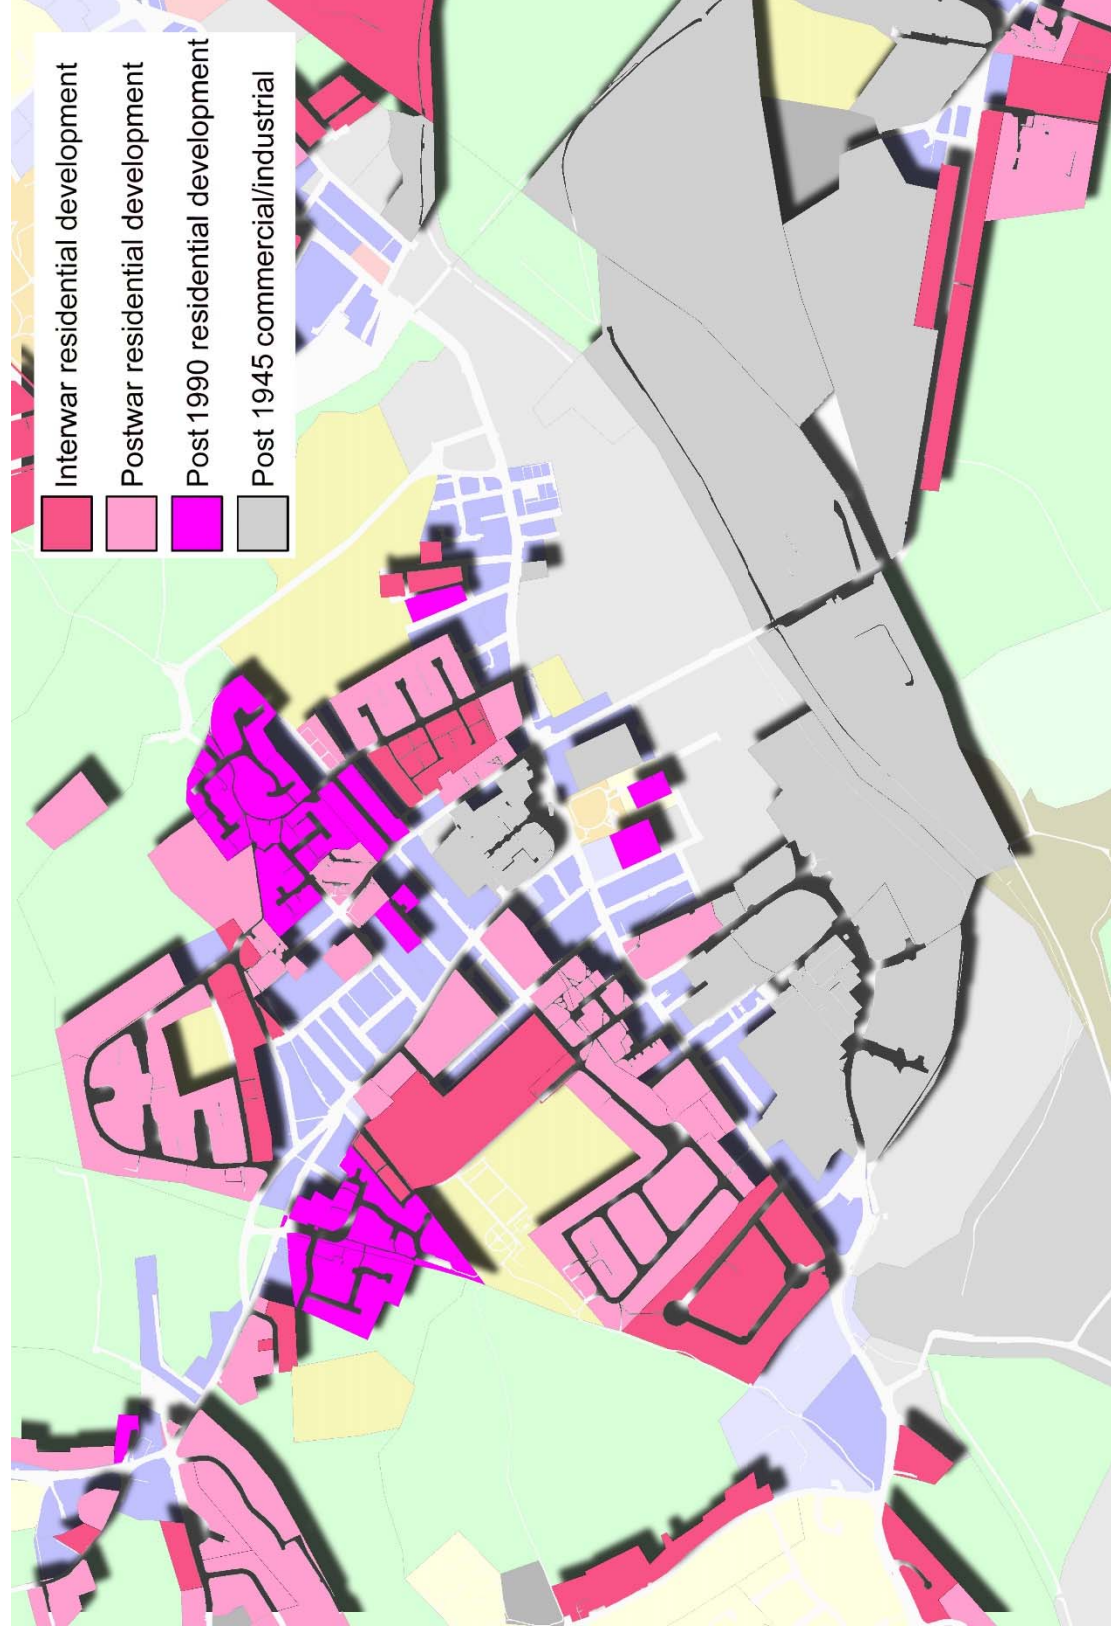 Interwar residential development
Postwar residential development
Post 1990 residential development
Post 1945 commercial/industrial